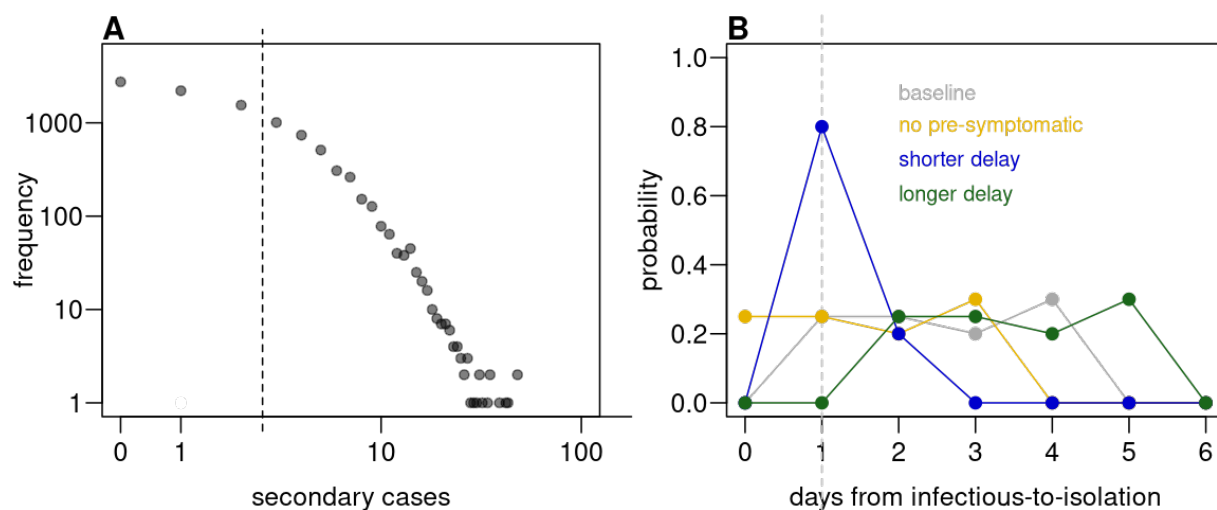 A
frequency
1000
100
10
1
0 1 10 100
secondary cases
B
probability
1.0
0.8
0.6
0.4
0.2
0.0
baseline
no pre-symptomatic
shorter delay
longer delay
0 1 2 3 4 5 6
days from infectious-to-isolation